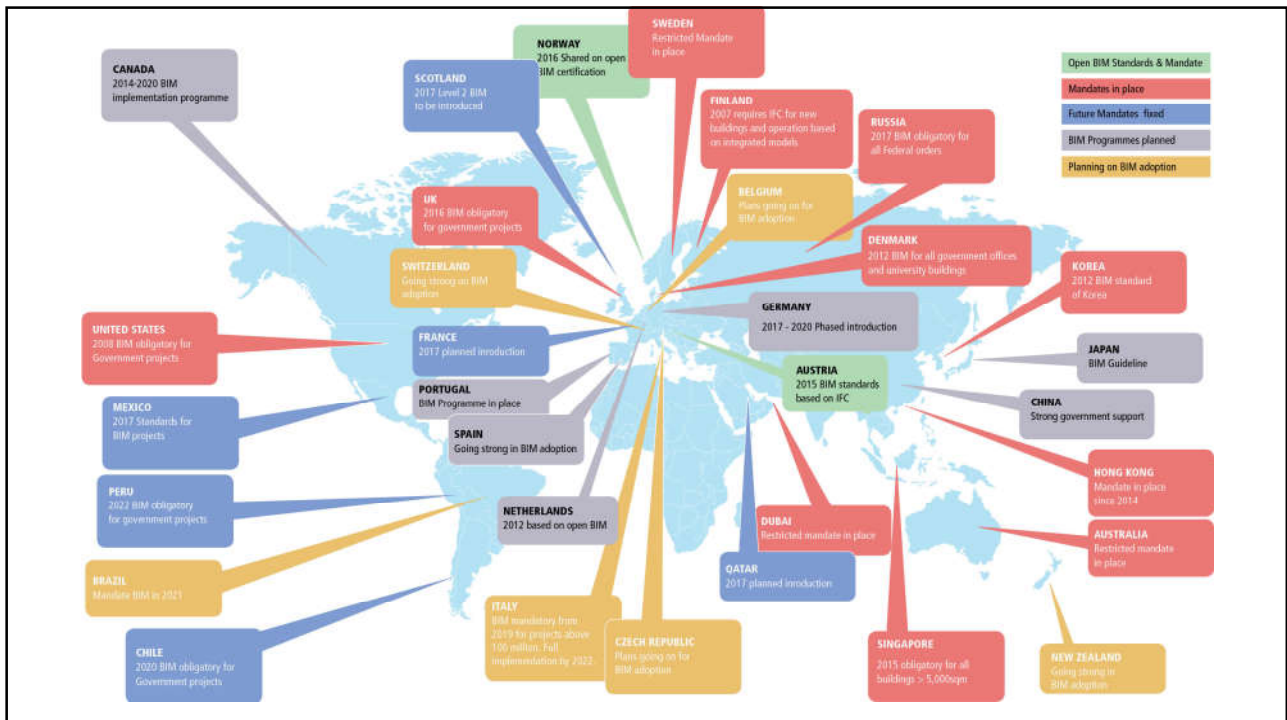 SWEDEN
Restricted Mandate
in place
NORWAY
2016 Shared on open
BIM certification
CANADA
2014-2020 BIM
implementation programme
SCOTLAND
2017 Level 2 BIM
to be introduced
Open BIM Standards & Mandate
Mandates in place
Future Mandates fixed
BIM Programmes planned
Planning on BIM adoption
FINLAND
2007 requires IFC for new
buildings and operation based
on integrated models
RUSSIA
2017 BIM obligatory for
all Federal orders
BELGIUM
Plans going on for
BIM adoption
UK
2016 BIM obligatory
for government projects
DENMARK
2012 BIM for all government offices
and university buildings
SWITZERLAND
Going strong on BIM
adoption
KOREA
2012 BIM standard
of Korea
GERMANY
2017 - 2020 Phased introduction
UNITED STATES
2008 BIM obligatory for
Government projects
FRANCE
2017 planned inroduction
JAPAN
BIM Guideline
AUSTRIA
2015 BIM standards
based on IFC
PORTUGAL
BIM Programme in place
CHINA
Strong government support
MEXICO
2017 Standards for
BIM projects
SPAIN
Going strong in BIM adoption
HONG KONG
Mandate in place
since 2014
PERU
2022 BIM obligatory
for government projects
NETHERLANDS
2012 based on open BIM
DUBAI
Restricted mandate in place
AUSTRALIA
Restricted mandate
in place
QATAR
2017 planned inroduction
BRAZIL
Mandate BIM in 2021
ITALY
BIM mandatory from
2019 for projects above
100 million. Full
implementation by 2022.
CZECH REPUBLIC
Plans going on for
BIM adoption
SINGAPORE
2015 obligatory for all
buildings > 5,000sqm
NEW ZEALAND
Going strong in
BIM adoption
CHILE
2020 BIM obligatory for
Government projects